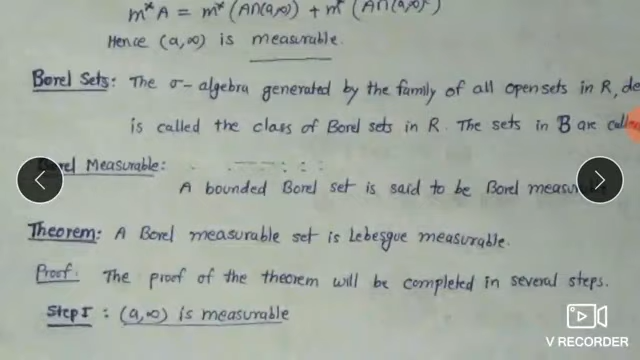 m*A = m*(A∩(a,∞)) + m*(A∩(a,∞)ᶜ)
Hence (a,∞) is measurable.
Borel Sets: The σ-algebra generated by the family of all open sets in R, de
is called the class of Borel sets in R. The sets in B are called
Borel Measurable:
A bounded Borel set is said to be Borel measurable
Theorem: A Borel measurable set is Lebesgue measurable.
Proof. The proof of the theorem will be completed in several steps.
Step I : (a,∞) is measurable
V RECORDER